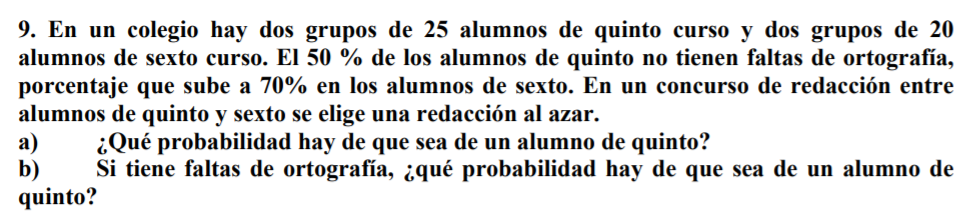 9. En un colegio hay dos grupos de 25 alumnos de quinto curso y dos grupos de 20
alumnos de sexto curso. El 50 % de los alumnos de quinto no tienen faltas de ortografía,
porcentaje que sube a 70% en los alumnos de sexto. En un concurso de redacción entre
alumnos de quinto y sexto se elige una redacción al azar.
a) ¿Qué probabilidad hay de que sea de un alumno de quinto?
b) Si tiene faltas de ortografía, ¿qué probabilidad hay de que sea de un alumno de
quinto?